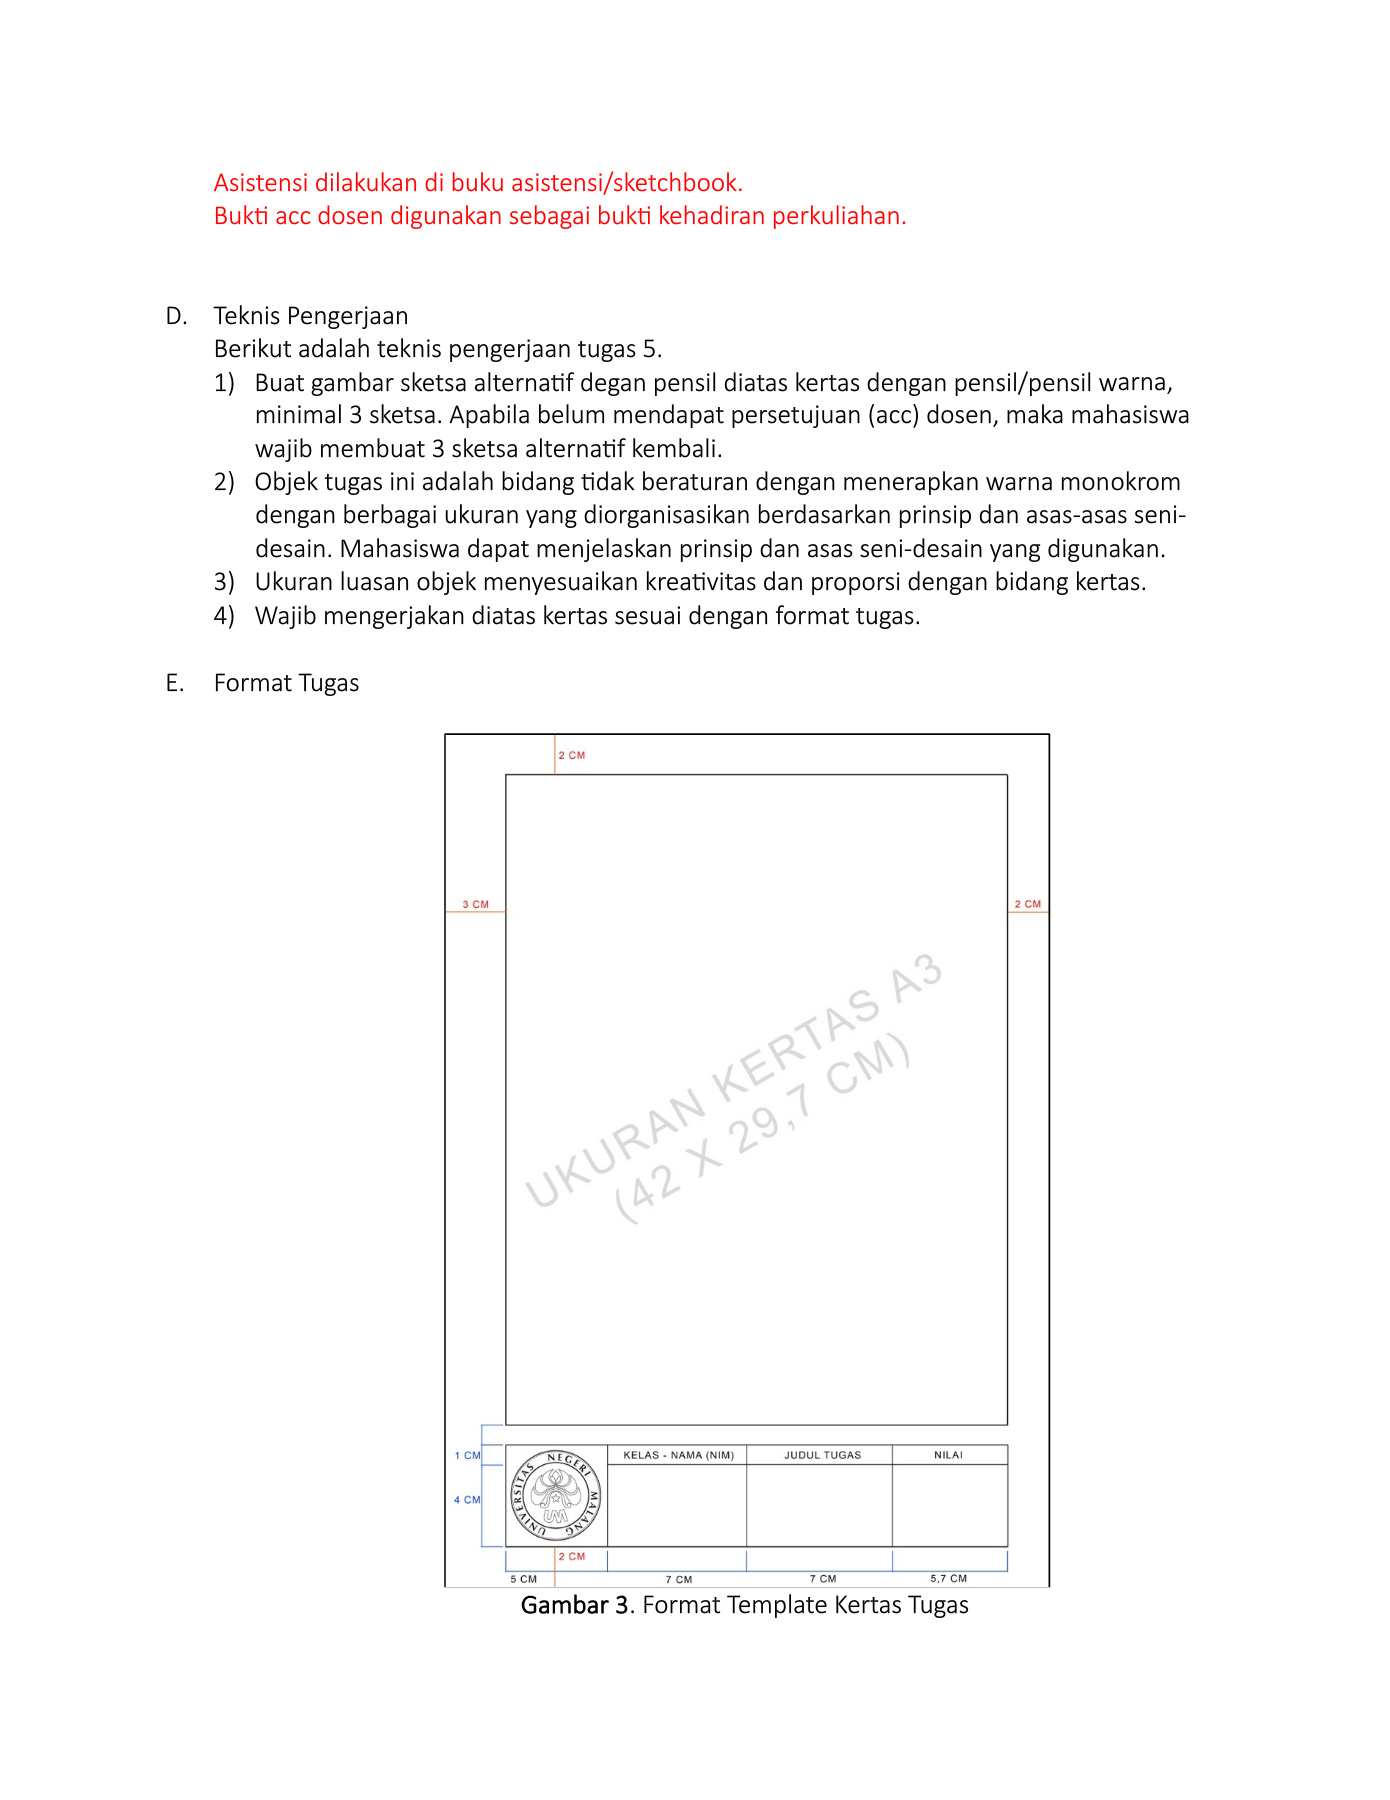 Asistensi dilakukan di buku asistensi/sketchbook.
Bukti acc dosen digunakan sebagai bukti kehadiran perkuliahan.
D. Teknis Pengerjaan
Berikut adalah teknis pengerjaan tugas 5.
1) Buat gambar sketsa alternatif degan pensil diatas kertas dengan pensil/pensil warna,
minimal 3 sketsa. Apabila belum mendapat persetujuan (acc) dosen, maka mahasiswa
wajib membuat 3 sketsa alternatif kembali.
2) Objek tugas ini adalah bidang tidak beraturan dengan menerapkan warna monokrom
dengan berbagai ukuran yang diorganisasikan berdasarkan prinsip dan asas-asas seni-
desain. Mahasiswa dapat menjelaskan prinsip dan asas seni-desain yang digunakan.
3) Ukuran luasan objek menyesuaikan kreativitas dan proporsi dengan bidang kertas.
4) Wajib mengerjakan diatas kertas sesuai dengan format tugas.
E. Format Tugas
2 CM
3 CM
2 CM
UKURAN KERTAS A3
(42 X 29,7 CM)
1 CM
KELAS - NAMA (NIM)
JUDUL TUGAS
NILAI
UNIVERSITAS NEGERI MALANG
UM
4 CM
2 CM
5 CM
7 CM
7 CM
5,7 CM
Gambar 3. Format Template Kertas Tugas